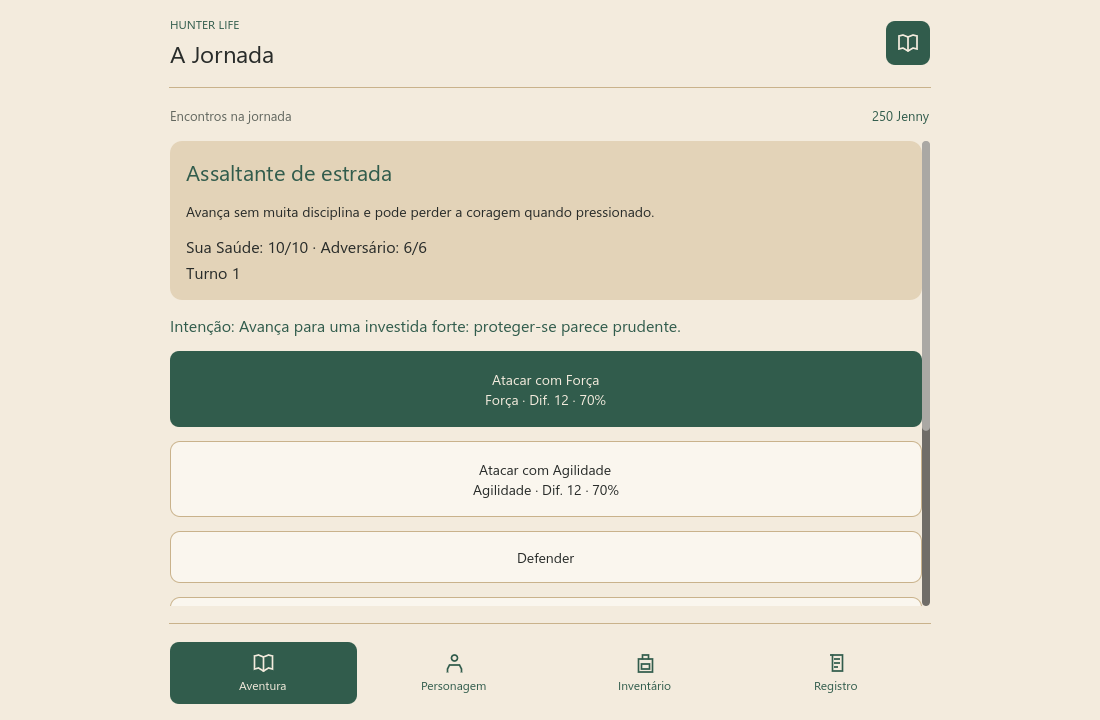 HUNTER LIFE
A Jornada
Encontros na jornada
250 Jenny
Assaltante de estrada
Avança sem muita disciplina e pode perder a coragem quando pressionado.
Sua Saúde: 10/10 · Adversário: 6/6
Turno 1
Intenção: Avança para uma investida forte: proteger-se parece prudente.
Atacar com Força
Força · Dif. 12 · 70%
Atacar com Agilidade
Agilidade · Dif. 12 · 70%
Defender
Aventura
Personagem
Inventário
Registro